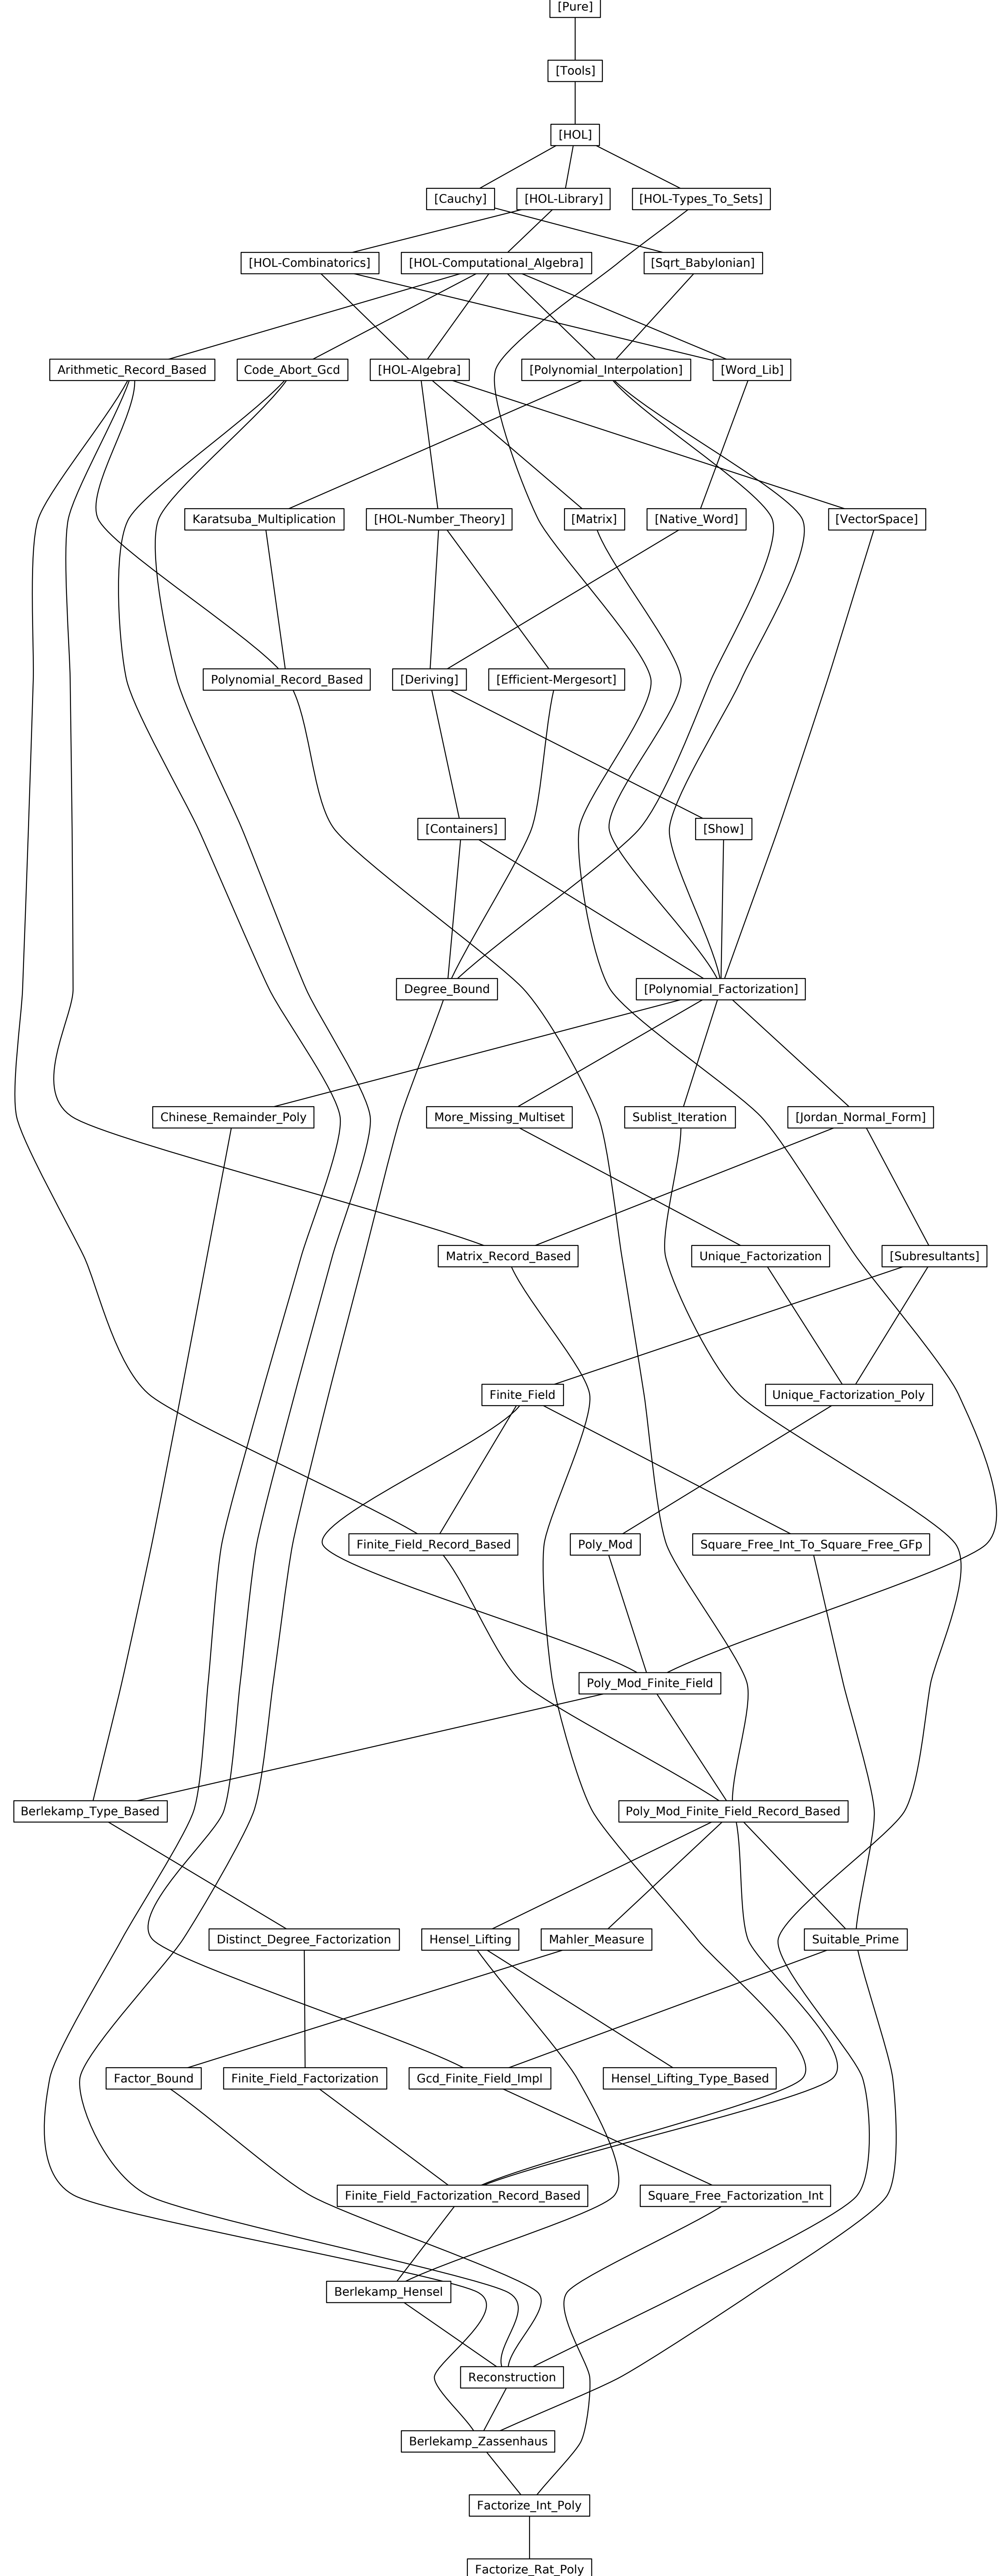 [Pure]
[Tools]
[HOL]
[Cauchy]
[HOL-Library]
[HOL-Types_To_Sets]
[HOL-Combinatorics]
[HOL-Computational_Algebra]
[Sqrt_Babylonian]
Arithmetic_Record_Based
Code_Abort_Gcd
[HOL-Algebra]
[Polynomial_Interpolation]
[Word_Lib]
Karatsuba_Multiplication
[HOL-Number_Theory]
[Matrix]
[Native_Word]
[VectorSpace]
Polynomial_Record_Based
[Deriving]
[Efficient-Mergesort]
[Containers]
[Show]
Degree_Bound
[Polynomial_Factorization]
Chinese_Remainder_Poly
More_Missing_Multiset
Sublist_Iteration
[Jordan_Normal_Form]
Matrix_Record_Based
Unique_Factorization
[Subresultants]
Finite_Field
Unique_Factorization_Poly
Finite_Field_Record_Based
Poly_Mod
Square_Free_Int_To_Square_Free_GFp
Poly_Mod_Finite_Field
Berlekamp_Type_Based
Poly_Mod_Finite_Field_Record_Based
Distinct_Degree_Factorization
Hensel_Lifting
Mahler_Measure
Suitable_Prime
Factor_Bound
Finite_Field_Factorization
Gcd_Finite_Field_Impl
Hensel_Lifting_Type_Based
Finite_Field_Factorization_Record_Based
Square_Free_Factorization_Int
Berlekamp_Hensel
Reconstruction
Berlekamp_Zassenhaus
Factorize_Int_Poly
Factorize_Rat_Poly